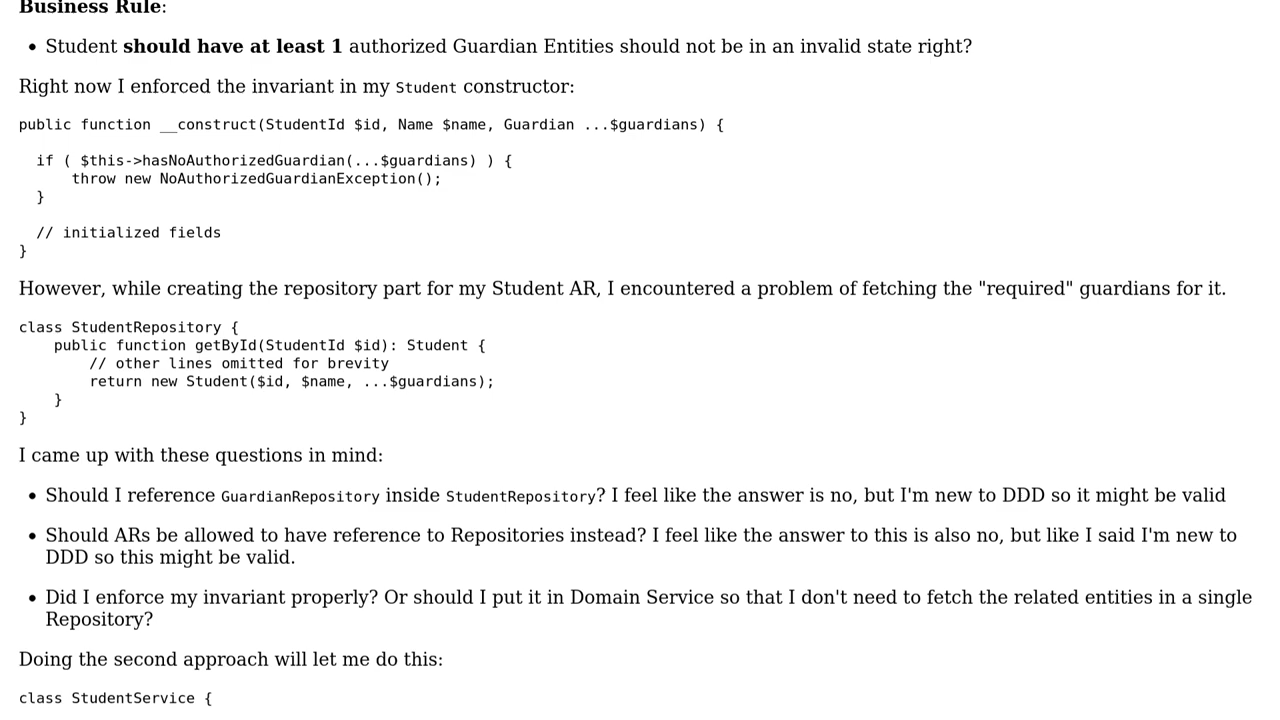 Business Rule:
• Student should have at least 1 authorized Guardian Entities should not be in an invalid state right?
Right now I enforced the invariant in my Student constructor:
public function __construct(StudentId $id, Name $name, Guardian ...$guardians) {
  if ( $this->hasNoAuthorizedGuardian(...$guardians) ) {
      throw new NoAuthorizedGuardianException();
  }
  // initialized fields
}
However, while creating the repository part for my Student AR, I encountered a problem of fetching the "required" guardians for it.
class StudentRepository {
    public function getById(StudentId $id): Student {
        // other lines omitted for brevity
        return new Student($id, $name, ...$guardians);
    }
}
I came up with these questions in mind:
• Should I reference GuardianRepository inside StudentRepository? I feel like the answer is no, but I'm new to DDD so it might be valid
• Should ARs be allowed to have reference to Repositories instead? I feel like the answer to this is also no, but like I said I'm new to
DDD so this might be valid.
• Did I enforce my invariant properly? Or should I put it in Domain Service so that I don't need to fetch the related entities in a single
Repository?
Doing the second approach will let me do this:
class StudentService {